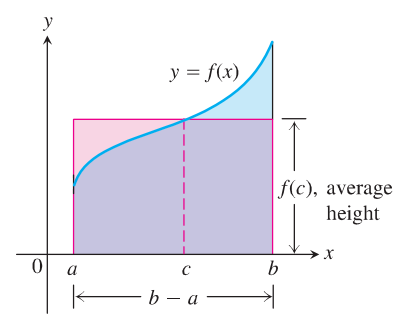 y
y = f(x)
f(c), average
height
x
0 a c b
b − a